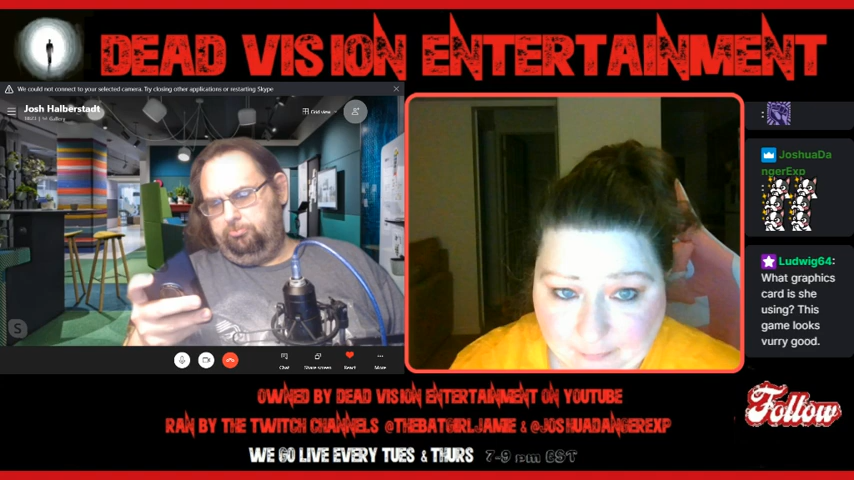 DEAD VISION ENTERTAINMENT
We could not connect to your selected camera. Try closing other applications or restarting Skype
Josh Halberstadt
Grid view
JoshuaDa
ngerExp
:
Ludwig64:
What graphics
card is she
using? This
game looks
vurry good.
S
Chat
Share screen
React
More
OWNED BY DEAD VISION ENTERTAINMENT ON YOUTUBE
RAN BY THE TWITCH CHANNELS @THEBATGIRLJAMIE & @JOSHUADANGEREXP
WE GO LIVE EVERY TUES & THURS 7-9 pm EST
Follow